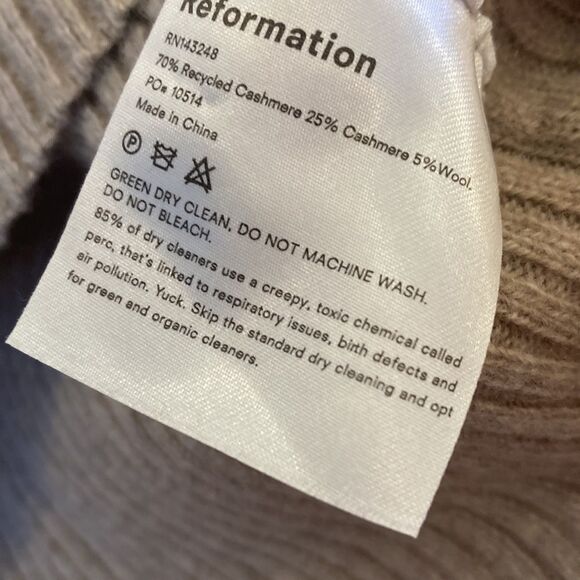 Reformation
RN143248
70% Recycled Cashmere 25% Cashmere 5% Wool.
PO# 10514
Made in China
P
GREEN DRY CLEAN, DO NOT MACHINE WASH.
DO NOT BLEACH.
85% of dry cleaners use a creepy, toxic chemical called
perc, that's linked to respiratory issues, birth defects and
air pollution. Yuck. Skip the standard dry cleaning and opt
for green and organic cleaners.